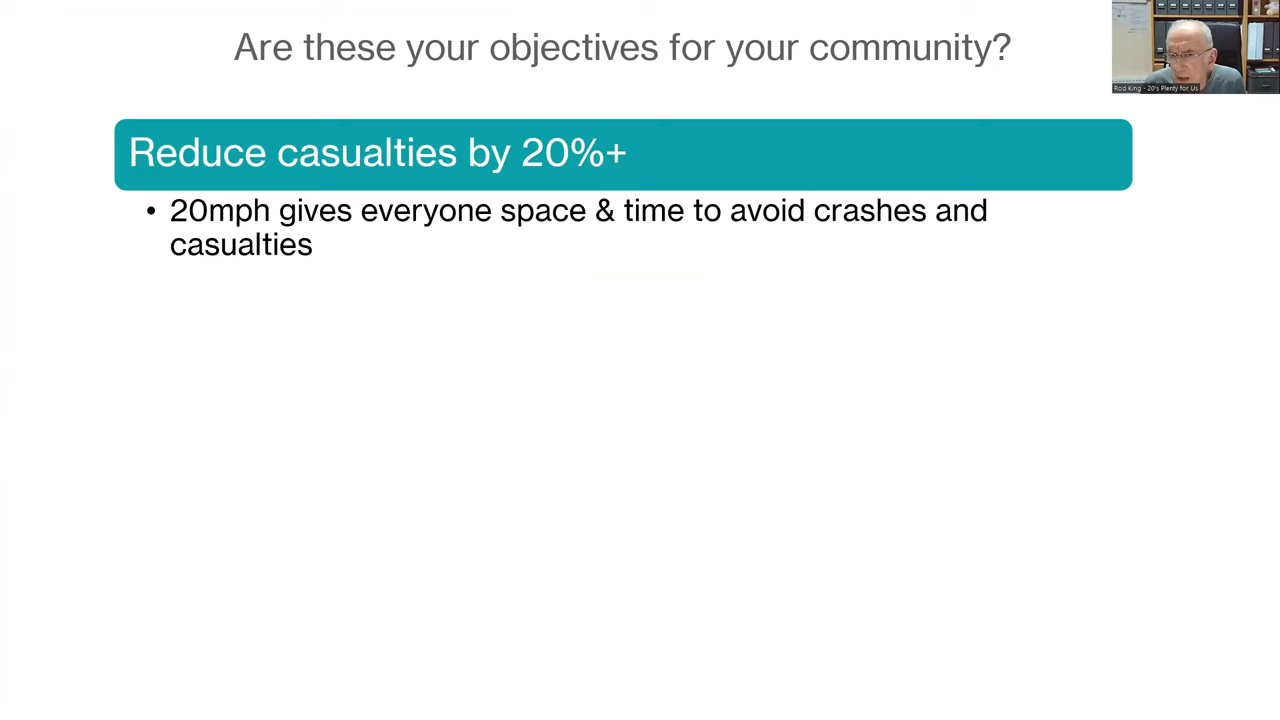 Are these your objectives for your community?
Rod King - 20's Plenty for Us
Reduce casualties by 20%+
• 20mph gives everyone space & time to avoid crashes and
casualties